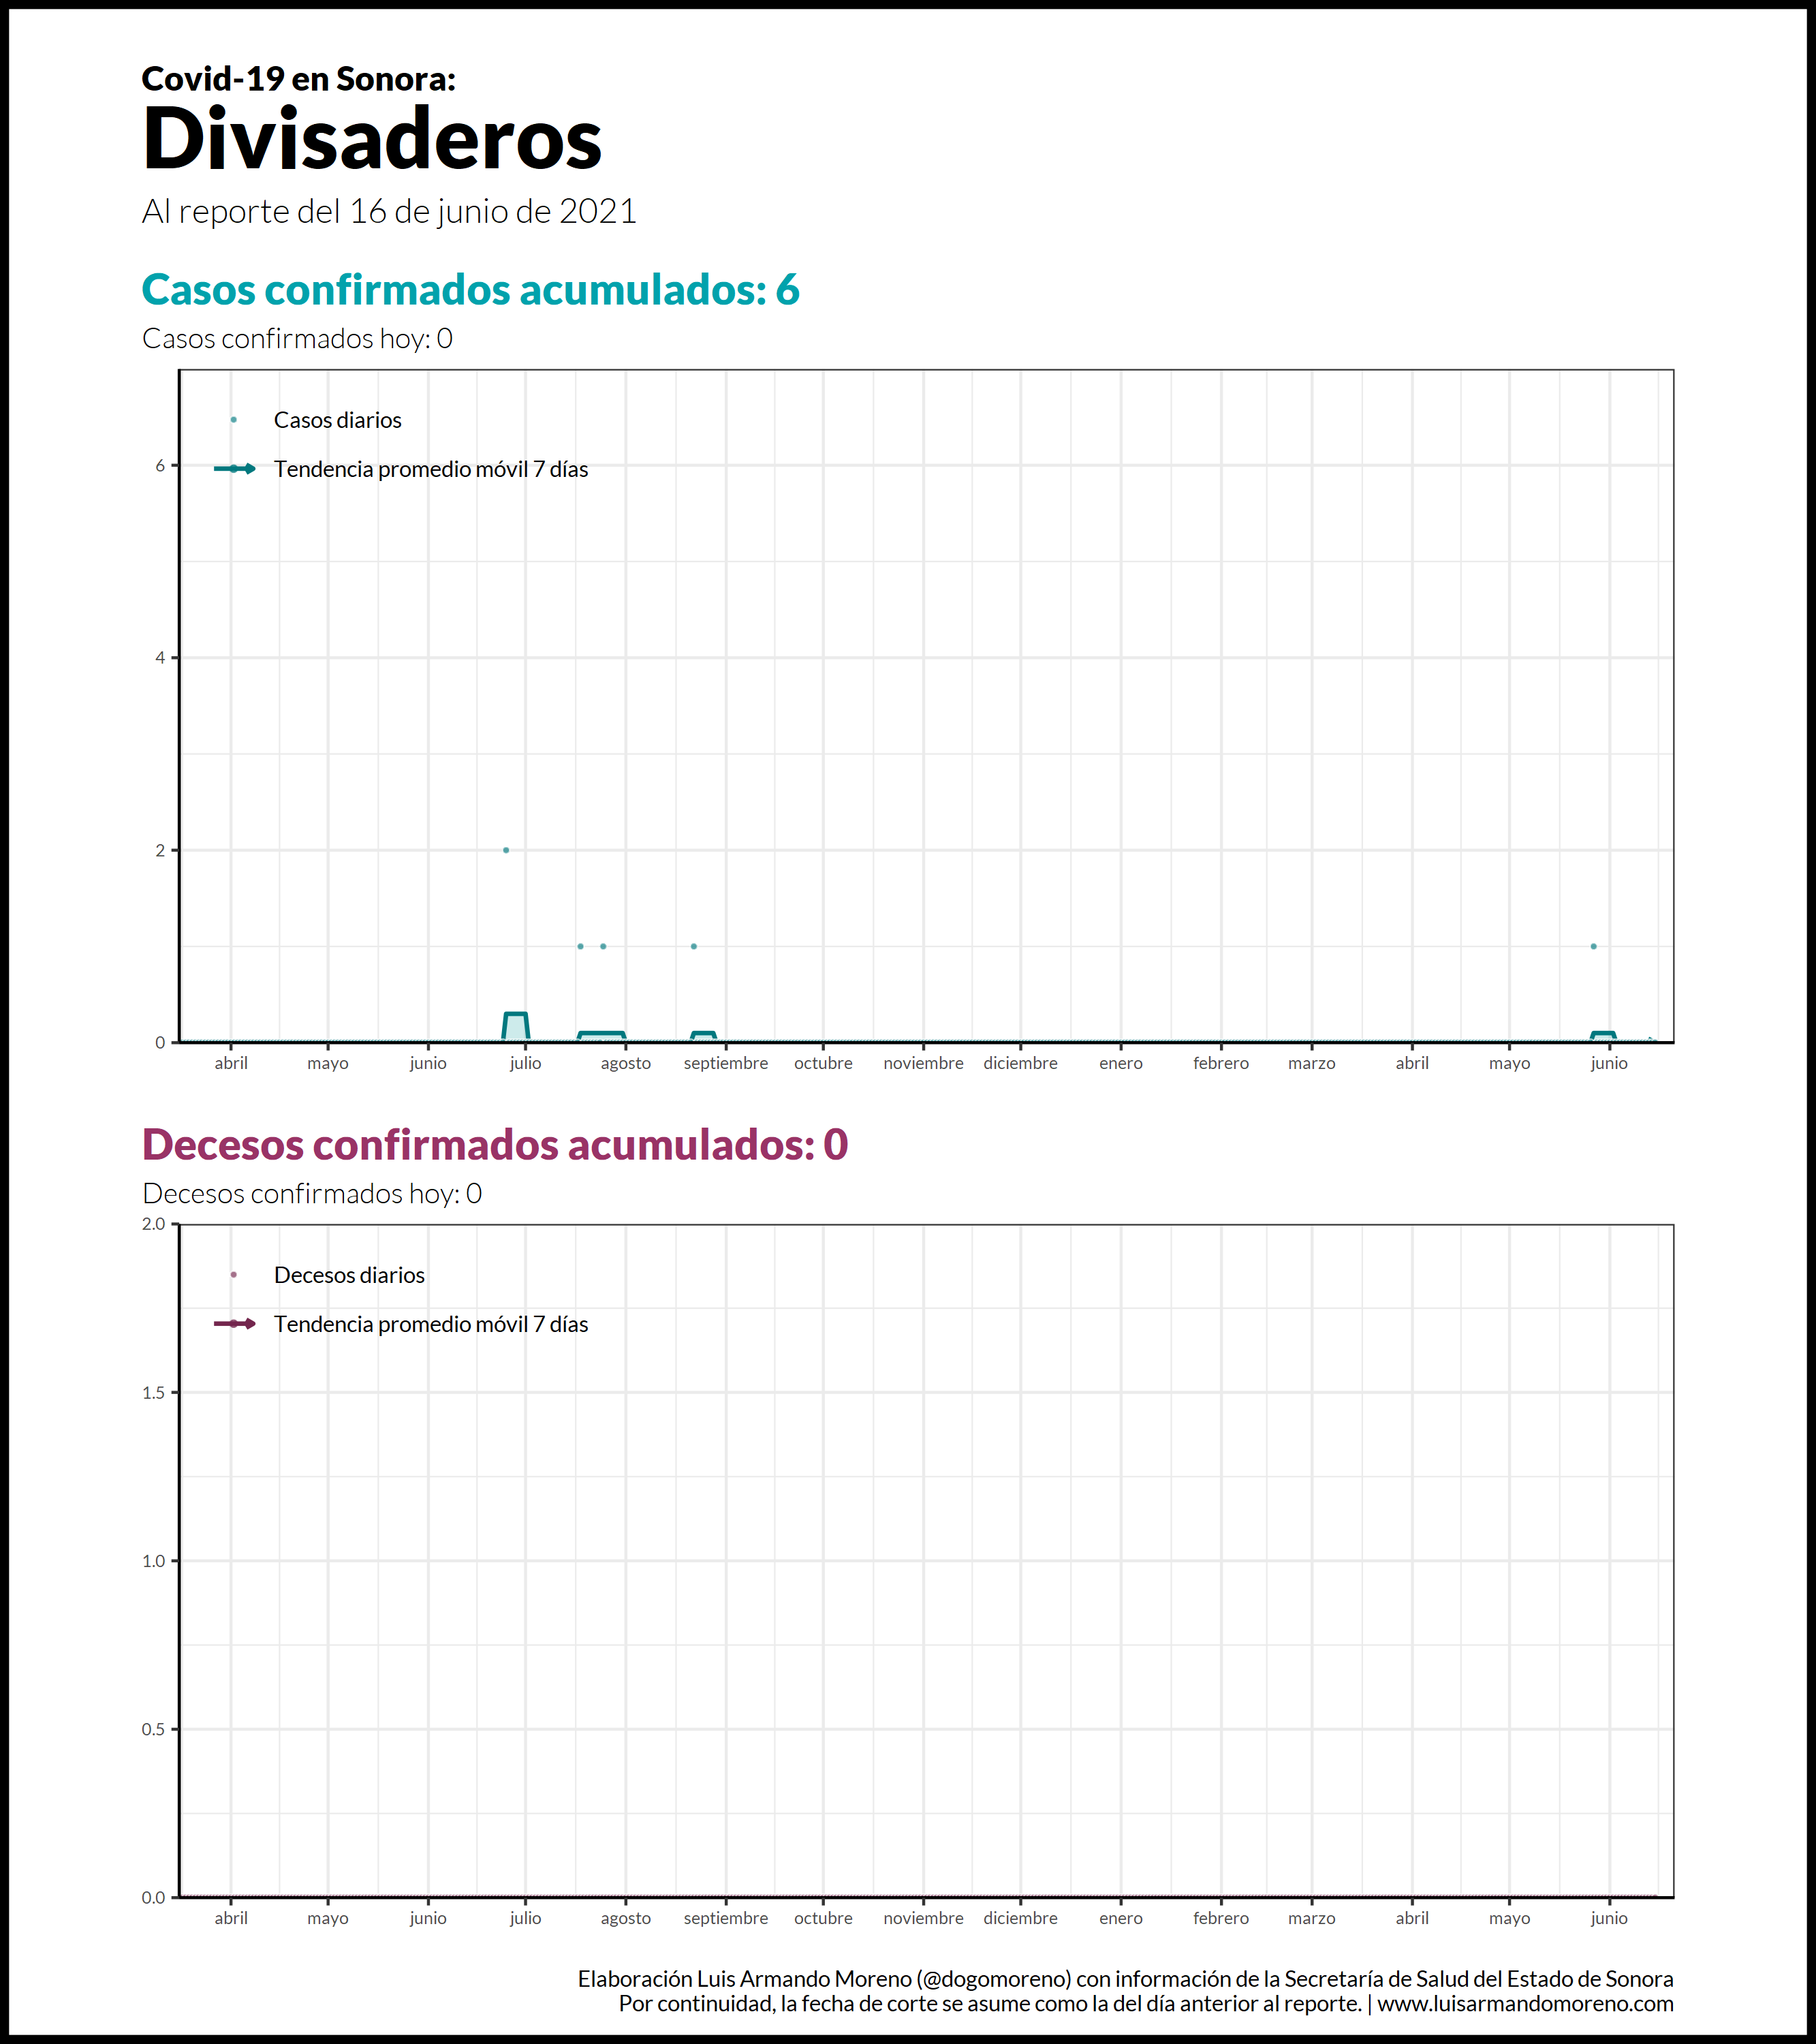 Covid-19 en Sonora:
Divisaderos
Al reporte del 16 de junio de 2021
Casos confirmados acumulados: 6
Casos confirmados hoy: 0
Casos diarios
Tendencia promedio móvil 7 días
6
4
2
0
abril mayo junio julio agosto septiembre octubre noviembre diciembre enero febrero marzo abril mayo junio
Decesos confirmados acumulados: 0
Decesos confirmados hoy: 0
2.0
Decesos diarios
Tendencia promedio móvil 7 días
1.5
1.0
0.5
0.0
abril mayo junio julio agosto septiembre octubre noviembre diciembre enero febrero marzo abril mayo junio
Elaboración Luis Armando Moreno (@dogomoreno) con información de la Secretaría de Salud del Estado de Sonora
Por continuidad, la fecha de corte se asume como la del día anterior al reporte. | www.luisarmandomoreno.com